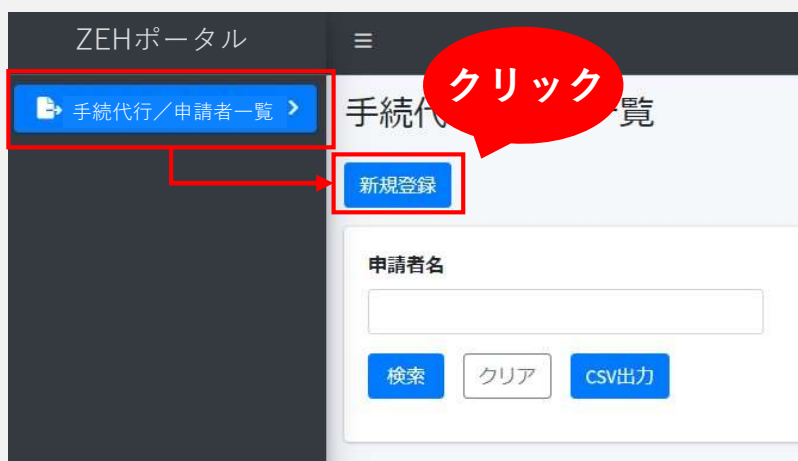 ZEHポータル
手続代行／申請者一覧
クリック
手続代
覧
新規登録
申請者名
検索
クリア
CSV出力